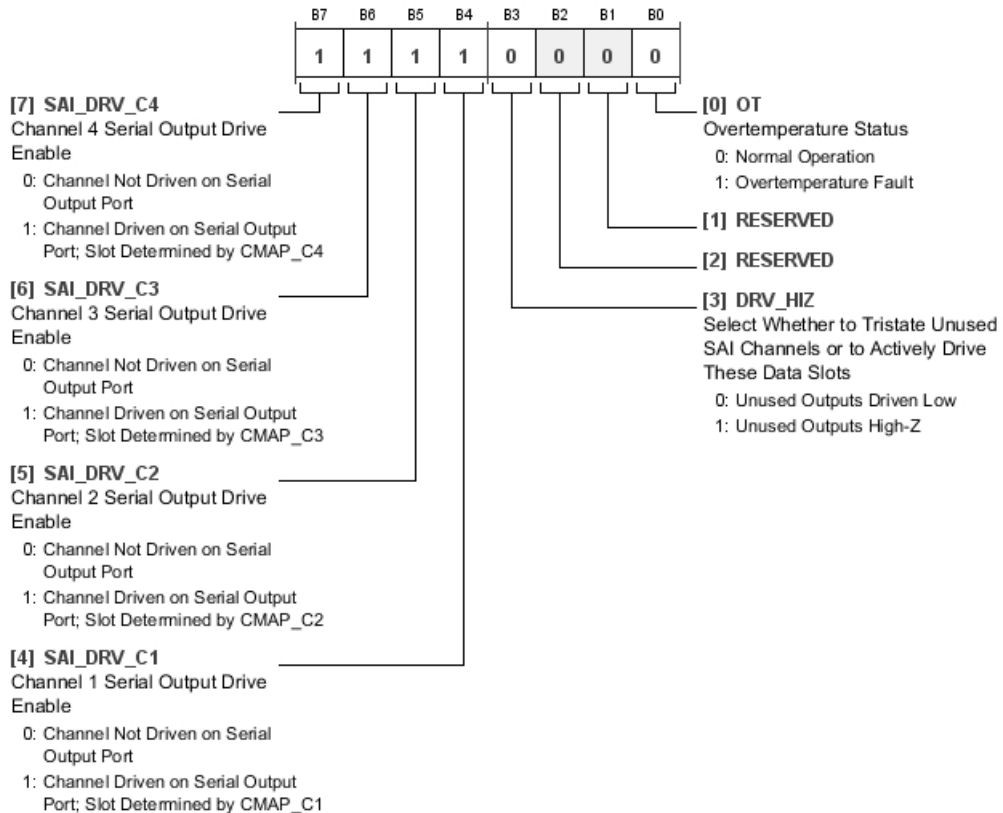 B7 B6 B5 B4 B3 B2 B1 B0
1 1 1 1 0 0 0 0
[7] SAI_DRV_C4
Channel 4 Serial Output Drive
Enable
0: Channel Not Driven on Serial
Output Port
1: Channel Driven on Serial Output
Port; Slot Determined by CMAP_C4
[6] SAI_DRV_C3
Channel 3 Serial Output Drive
Enable
0: Channel Not Driven on Serial
Output Port
1: Channel Driven on Serial Output
Port; Slot Determined by CMAP_C3
[5] SAI_DRV_C2
Channel 2 Serial Output Drive
Enable
0: Channel Not Driven on Serial
Output Port
1: Channel Driven on Serial Output
Port; Slot Determined by CMAP_C2
[4] SAI_DRV_C1
Channel 1 Serial Output Drive
Enable
0: Channel Not Driven on Serial
Output Port
1: Channel Driven on Serial Output
Port; Slot Determined by CMAP_C1
[0] OT
Overtemperature Status
0: Normal Operation
1: Overtemperature Fault
[1] RESERVED
[2] RESERVED
[3] DRV_HIZ
Select Whether to Tristate Unused
SAI Channels or to Actively Drive
These Data Slots
0: Unused Outputs Driven Low
1: Unused Outputs High-Z